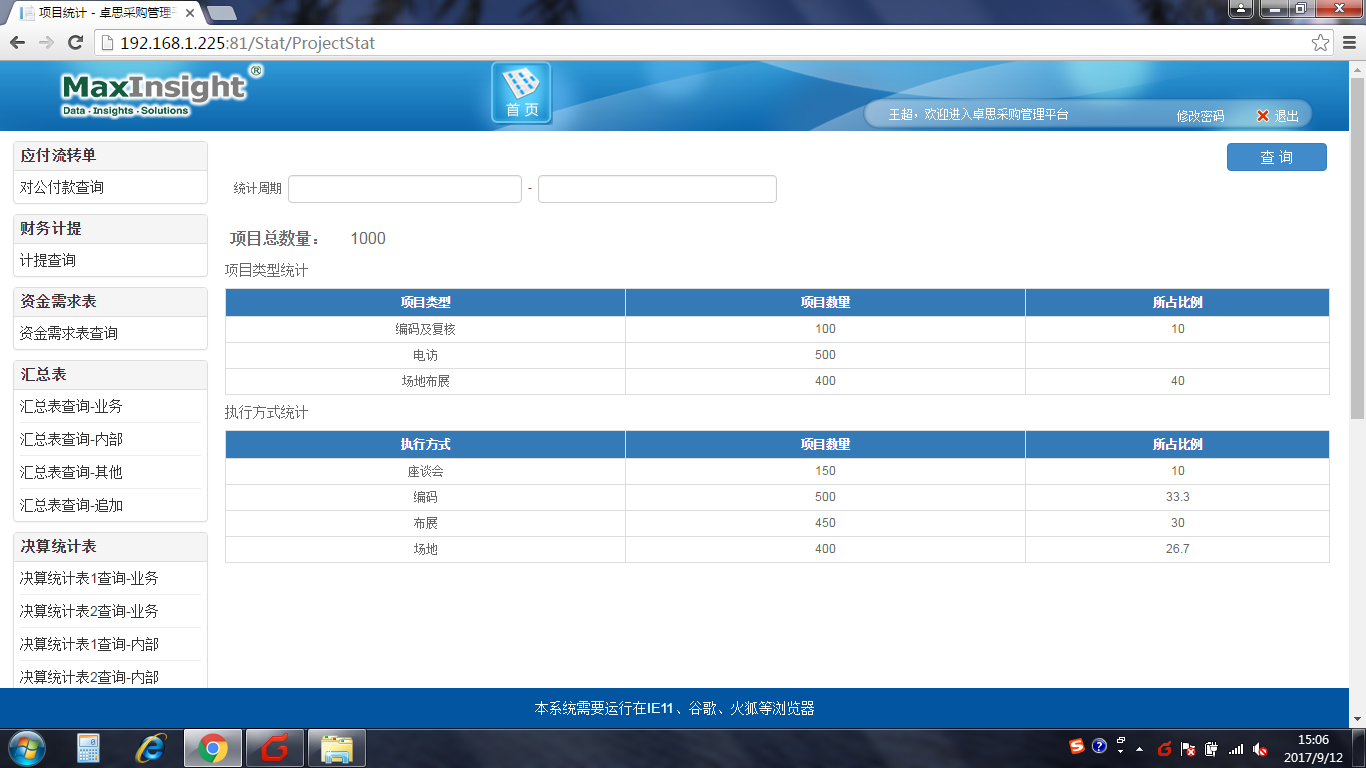 项目统计 - 卓思采购管理平
192.168.1.225:81/Stat/ProjectStat
MaxInsight®
Data - Insights - Solutions
首 页
王超，欢迎进入卓思采购管理平台
修改密码
退出
应付流转单
对公付款查询
财务计提
计提查询
资金需求表
资金需求表查询
汇总表
汇总表查询-业务
汇总表查询-内部
汇总表查询-其他
汇总表查询-追加
决算统计表
决算统计表1查询-业务
决算统计表2查询-业务
决算统计表1查询-内部
决算统计表2查询-内部
查 询
统计周期 -
项目总数量： 1000
项目类型统计
项目类型 项目数量 所占比例
编码及复核 100 10
电访 500
场地布展 400 40
执行方式统计
执行方式 项目数量 所占比例
座谈会 150 10
编码 500 33.3
布展 450 30
场地 400 26.7
本系统需要运行在IE11、谷歌、火狐等浏览器
15:06
2017/9/12